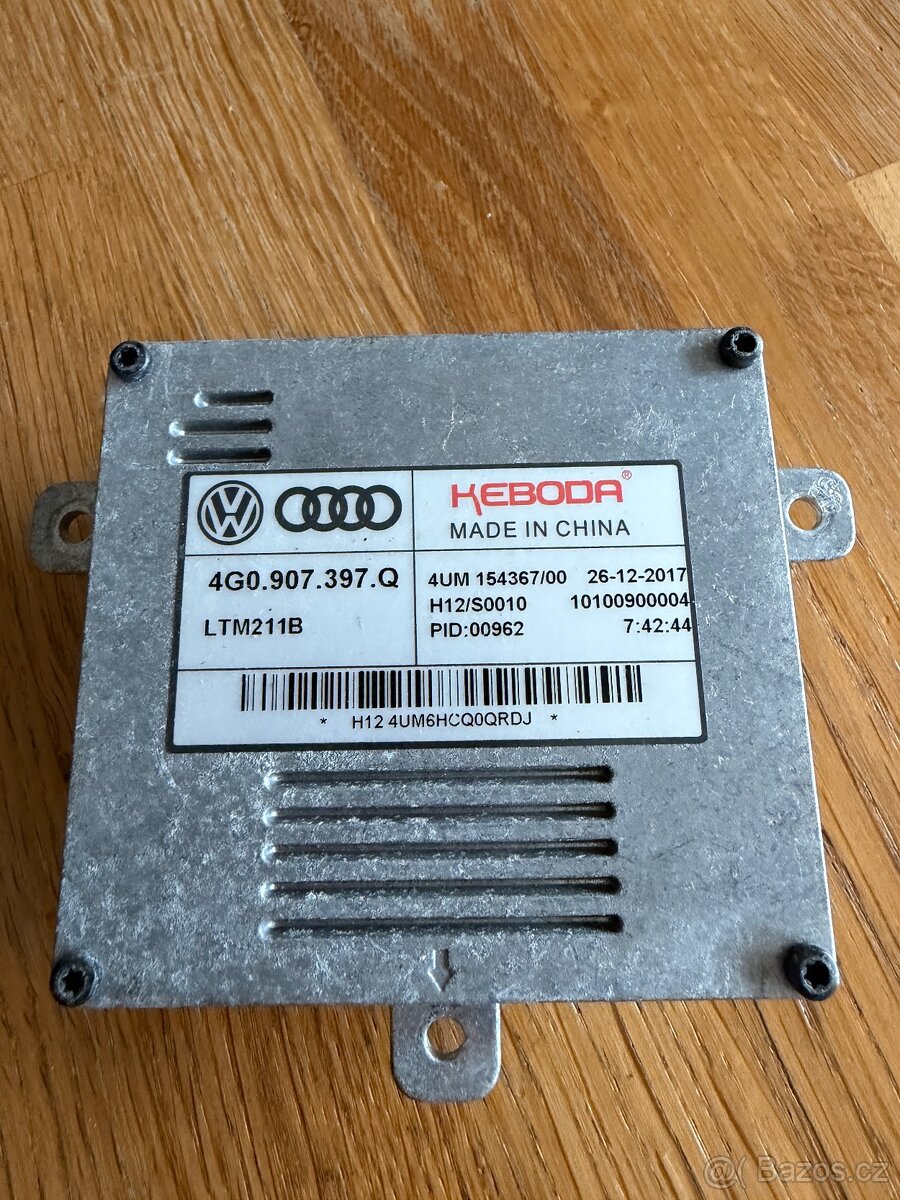 KEBODA®
MADE IN CHINA
4G0.907.397.Q
LTM211B
4UM 154367/00 26-12-2017
H12/S0010 10100900004
PID:00962 7:42:44
* H12 4UM6HCQ0QRDJ *
@ Bazos.cz